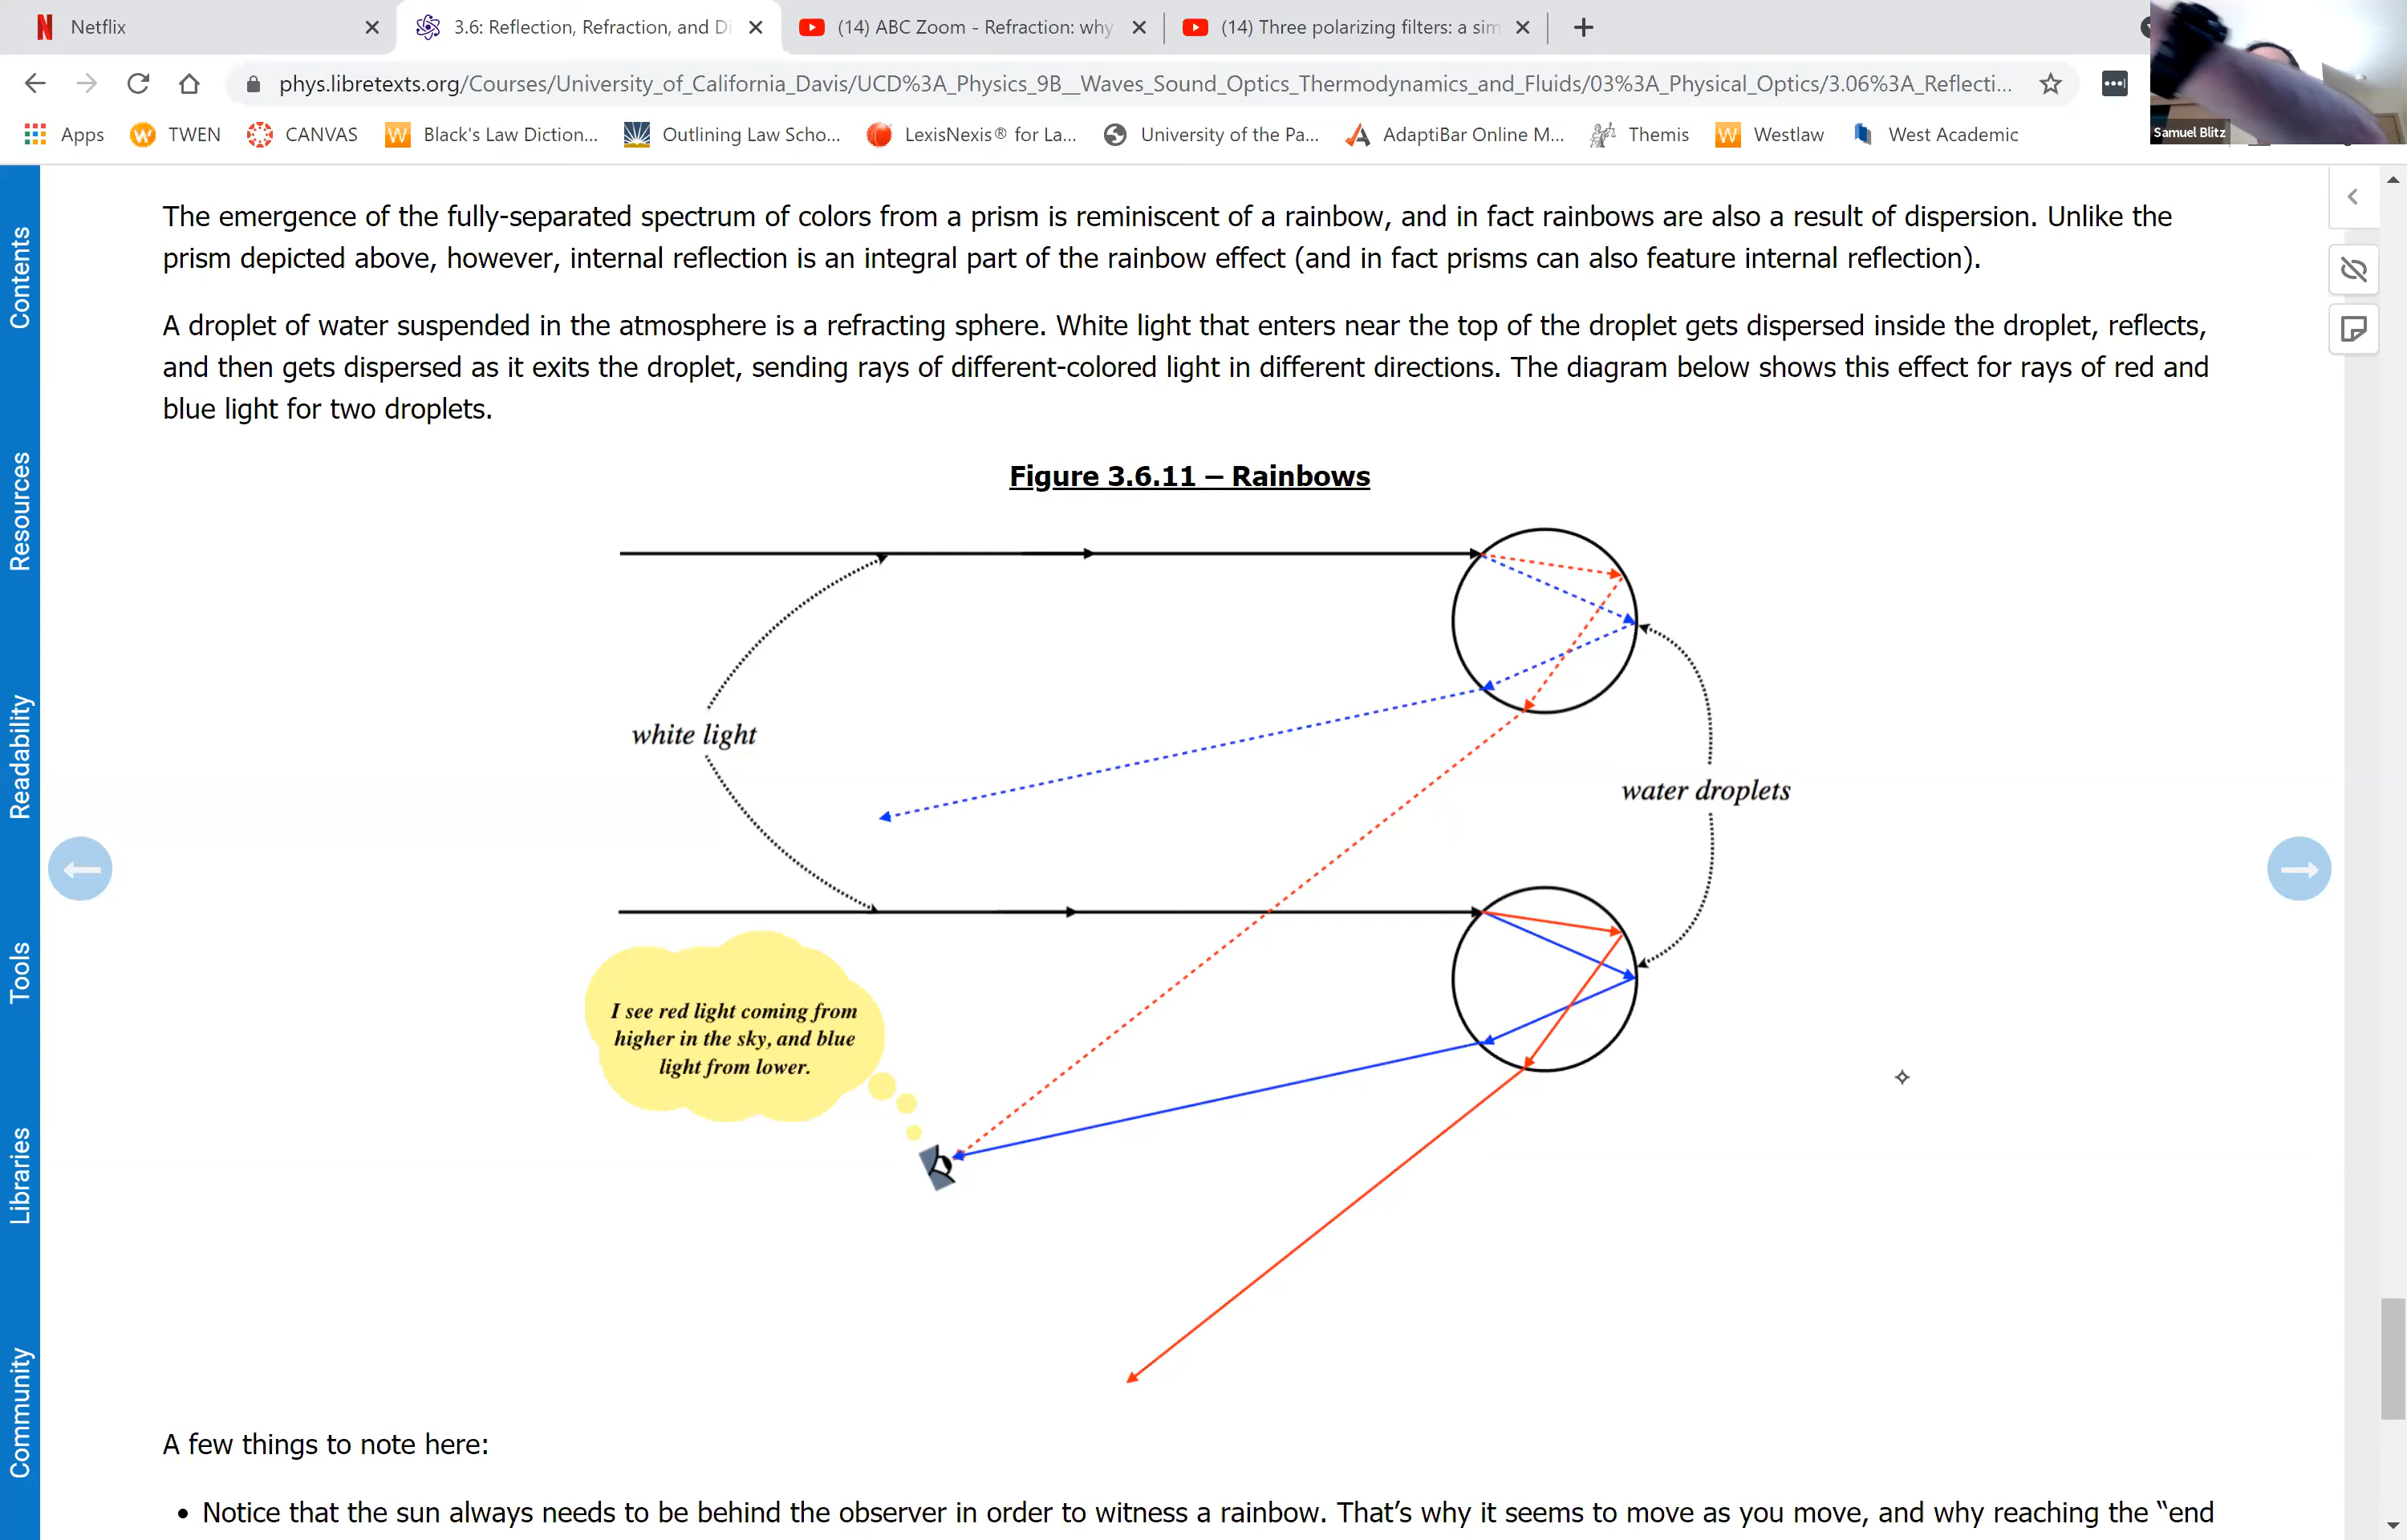 Netflix
3.6: Reflection, Refraction, and Di
(14) ABC Zoom - Refraction: why
(14) Three polarizing filters: a sim
phys.libretexts.org/Courses/University_of_California_Davis/UCD%3A_Physics_9B__Waves_Sound_Optics_Thermodynamics_and_Fluids/03%3A_Physical_Optics/3.06%3A_Reflecti...
Apps
TWEN
CANVAS
Black's Law Diction...
Outlining Law Scho...
LexisNexis® for La...
University of the Pa...
AdaptiBar Online M...
Themis
Westlaw
West Academic
Samuel Blitz
Contents
Resources
Readability
Tools
Libraries
Community
The emergence of the fully-separated spectrum of colors from a prism is reminiscent of a rainbow, and in fact rainbows are also a result of dispersion. Unlike the
prism depicted above, however, internal reflection is an integral part of the rainbow effect (and in fact prisms can also feature internal reflection).
A droplet of water suspended in the atmosphere is a refracting sphere. White light that enters near the top of the droplet gets dispersed inside the droplet, reflects,
and then gets dispersed as it exits the droplet, sending rays of different-colored light in different directions. The diagram below shows this effect for rays of red and
blue light for two droplets.
Figure 3.6.11 – Rainbows
white light
water droplets
I see red light coming from
higher in the sky, and blue
light from lower.
A few things to note here:
• Notice that the sun always needs to be behind the observer in order to witness a rainbow. That's why it seems to move as you move, and why reaching the “end